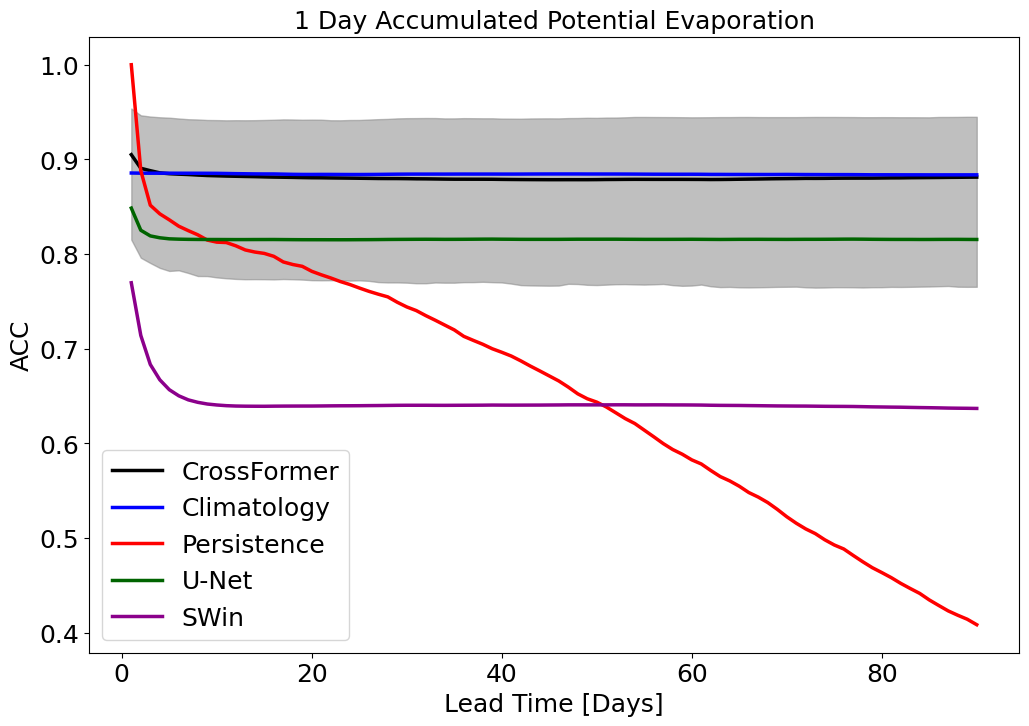 1 Day Accumulated Potential Evaporation
ACC
1.0
0.9
0.8
0.7
0.6
0.5
0.4
CrossFormer
Climatology
Persistence
U-Net
SWin
0 20 40 60 80
Lead Time [Days]